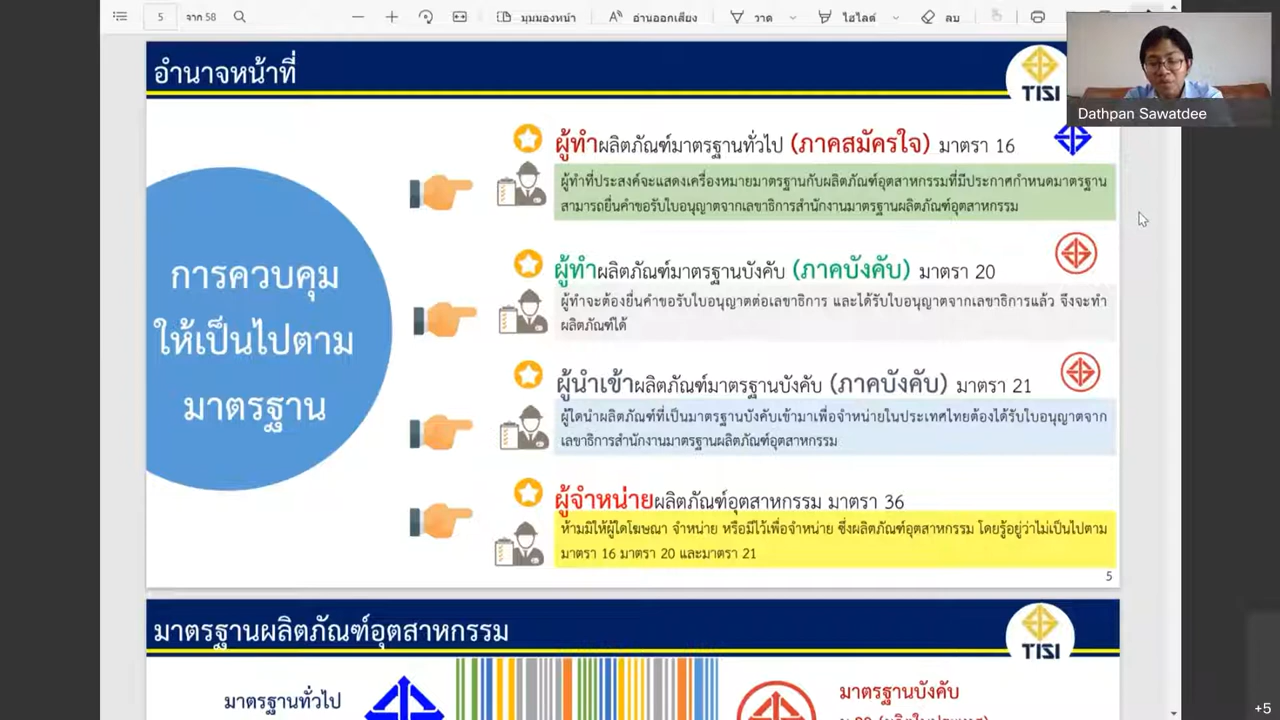 5 จาก 58 มุมมองหน้า อ่านออกเสียง วาด ไฮไลต์ ลบ
อำนาจหน้าที่
TISI
Dathpan Sawatdee
ผู้ทำผลิตภัณฑ์มาตรฐานทั่วไป (ภาคสมัครใจ) มาตรา 16
ผู้ทำที่ประสงค์จะแสดงเครื่องหมายมาตรฐานกับผลิตภัณฑ์อุตสาหกรรมที่มีประกาศกำหนดมาตรฐาน
สามารถยื่นคำขอรับใบอนุญาตจากเลขาธิการสำนักงานมาตรฐานผลิตภัณฑ์อุตสาหกรรม
การควบคุม
ให้เป็นไปตาม
มาตรฐาน
ผู้ทำผลิตภัณฑ์มาตรฐานบังคับ (ภาคบังคับ) มาตรา 20
ผู้ทำจะต้องยื่นคำขอรับใบอนุญาตต่อเลขาธิการ และได้รับใบอนุญาตจากเลขาธิการแล้ว จึงจะทำ
ผลิตภัณฑ์ได้
ผู้นำเข้าผลิตภัณฑ์มาตรฐานบังคับ (ภาคบังคับ) มาตรา 21
ผู้ใดนำผลิตภัณฑ์ที่เป็นมาตรฐานบังคับเข้ามาเพื่อจำหน่ายในประเทศไทยต้องได้รับใบอนุญาตจาก
เลขาธิการสำนักงานมาตรฐานผลิตภัณฑ์อุตสาหกรรม
ผู้จำหน่ายผลิตภัณฑ์อุตสาหกรรม มาตรา 36
ห้ามมิให้ผู้ใดโฆษณา จำหน่าย หรือมีไว้เพื่อจำหน่าย ซึ่งผลิตภัณฑ์อุตสาหกรรม โดยรู้อยู่ว่าไม่เป็นไปตาม
มาตรา 16 มาตรา 20 และมาตรา 21
5
มาตรฐานผลิตภัณฑ์อุตสาหกรรม
TISI
มาตรฐานทั่วไป
มาตรฐานบังคับ
+5